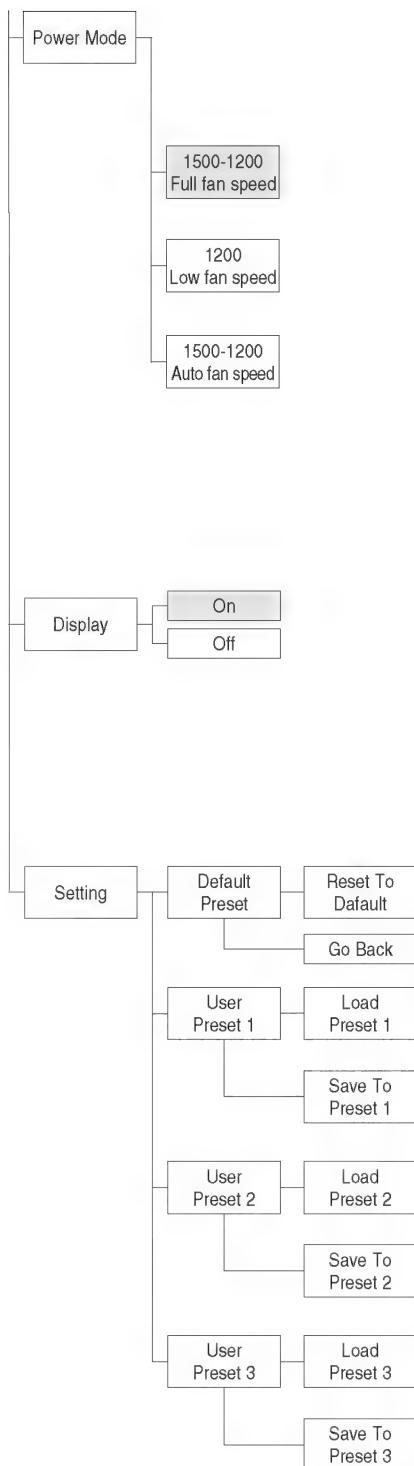 Power Mode
1500-1200
Full fan speed
1200
Low fan speed
1500-1200
Auto fan speed
Display
On
Off
Setting
Default
Preset
Reset To
Dafault
Go Back
User
Preset 1
Load
Preset 1
Save To
Preset 1
User
Preset 2
Load
Preset 2
Save To
Preset 2
User
Preset 3
Load
Preset 3
Save To
Preset 3